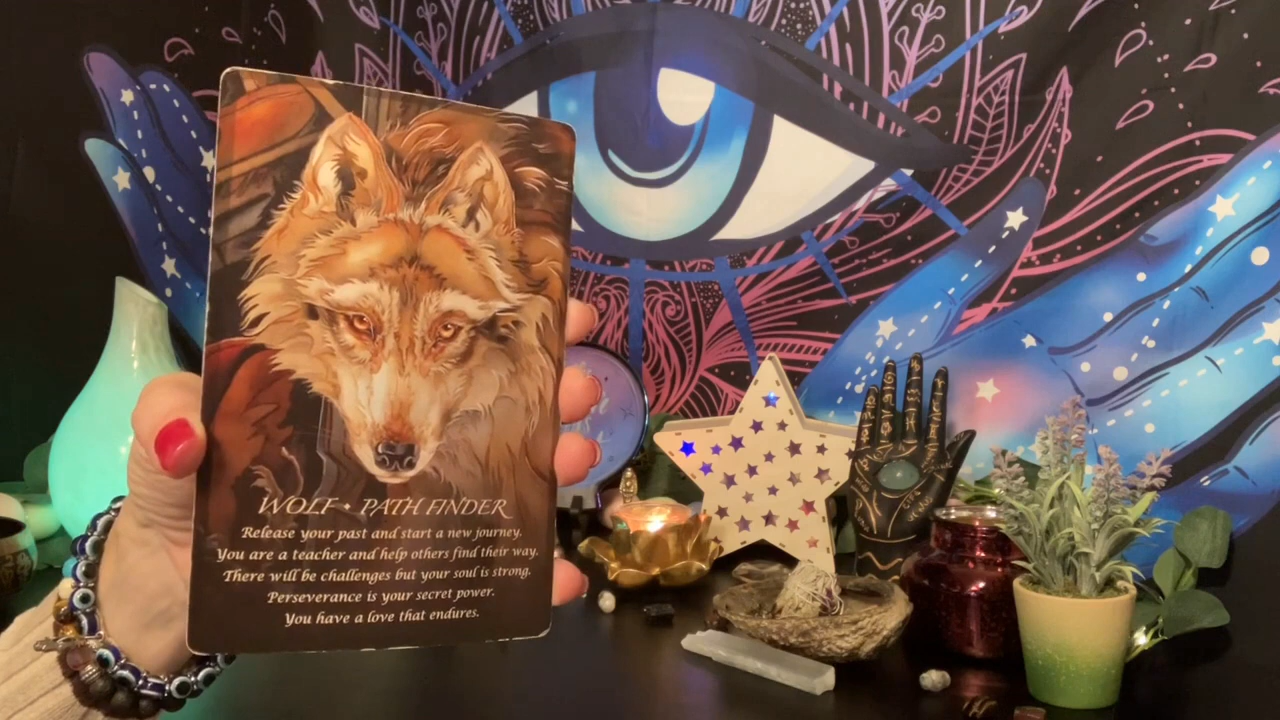 WOLF • PATH FINDER
Release your past and start a new journey.
You are a teacher and help others find their way.
There will be challenges but your soul is strong.
Perseverance is your secret power.
You have a love that endures.